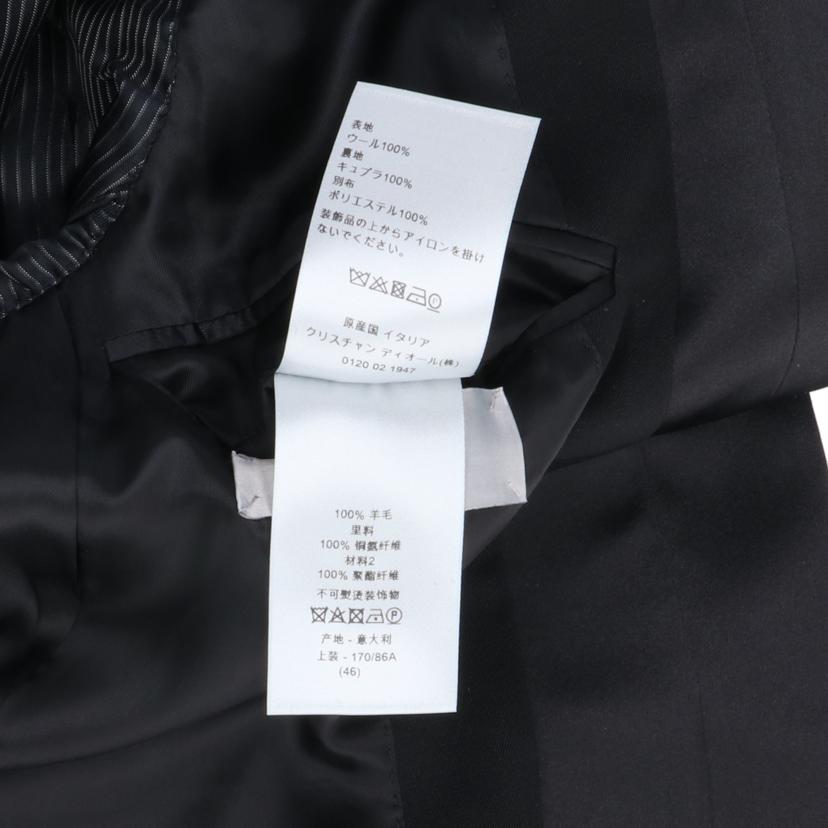 表地
ウール100%
裏地
キュプラ100%
別布
ポリエステル100%
装飾品の上からアイロンを掛け
ないでください。
原産国 イタリア
クリスチャン ディオール(株)
0120 02 1947
100% 羊毛
里料
100% 铜氨纤维
材料2
100% 聚酯纤维
不可熨烫装饰物
产地 - 意大利
上装 - 170/86A
(46)